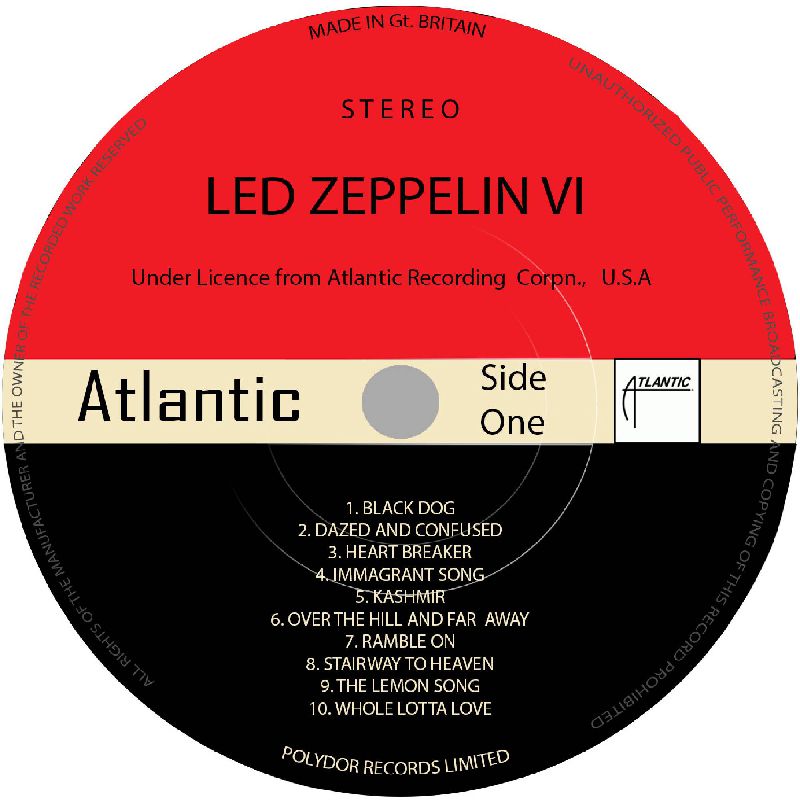 MADE IN Gt. BRITAIN
UNAUTHORIZED PUBLIC PERFORMANCE BROADCASTING AND COPYING OF THIS RECORD PROHIBITED
STEREO
LED ZEPPELIN VI
Under Licence from Atlantic Recording Corpn., U.S.A
Atlantic
Side
One
ATLANTIC
1. BLACK DOG
2. DAZED AND CONFUSED
3. HEART BREAKER
4. IMMAGRANT SONG
5. KASHMIR
6. OVER THE HILL AND FAR AWAY
7. RAMBLE ON
8. STAIRWAY TO HEAVEN
9. THE LEMON SONG
10. WHOLE LOTTA LOVE
POLYDOR RECORDS LIMITED
ALL RIGHTS OF THE MANUFACTURER AND THE OWNER OF THE RECORDED WORK RESERVED